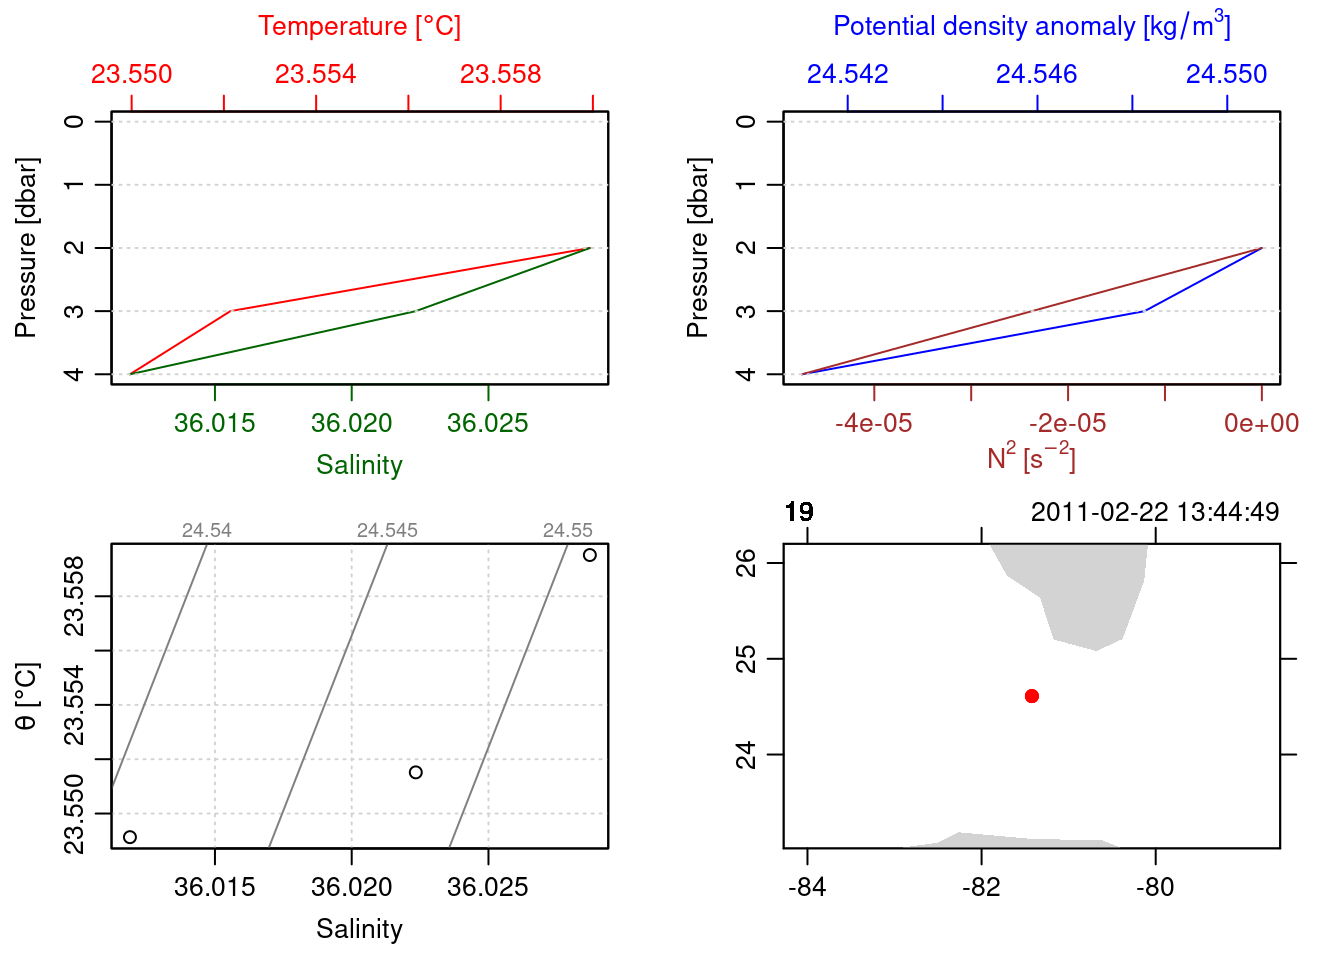 Temperature [°C]
23.550 23.554 23.558
0
1
2
3
4
Pressure [dbar]
36.015 36.020 36.025
Salinity
Potential density anomaly [kg/m³]
24.542 24.546 24.550
0
1
2
3
4
Pressure [dbar]
-4e-05 -2e-05 0e+00
N² [s⁻²]
24.54 24.545 24.55
23.558
23.554
23.550
θ [°C]
36.015 36.020 36.025
Salinity
19 2011-02-22 13:44:49
26
25
24
-84 -82 -80